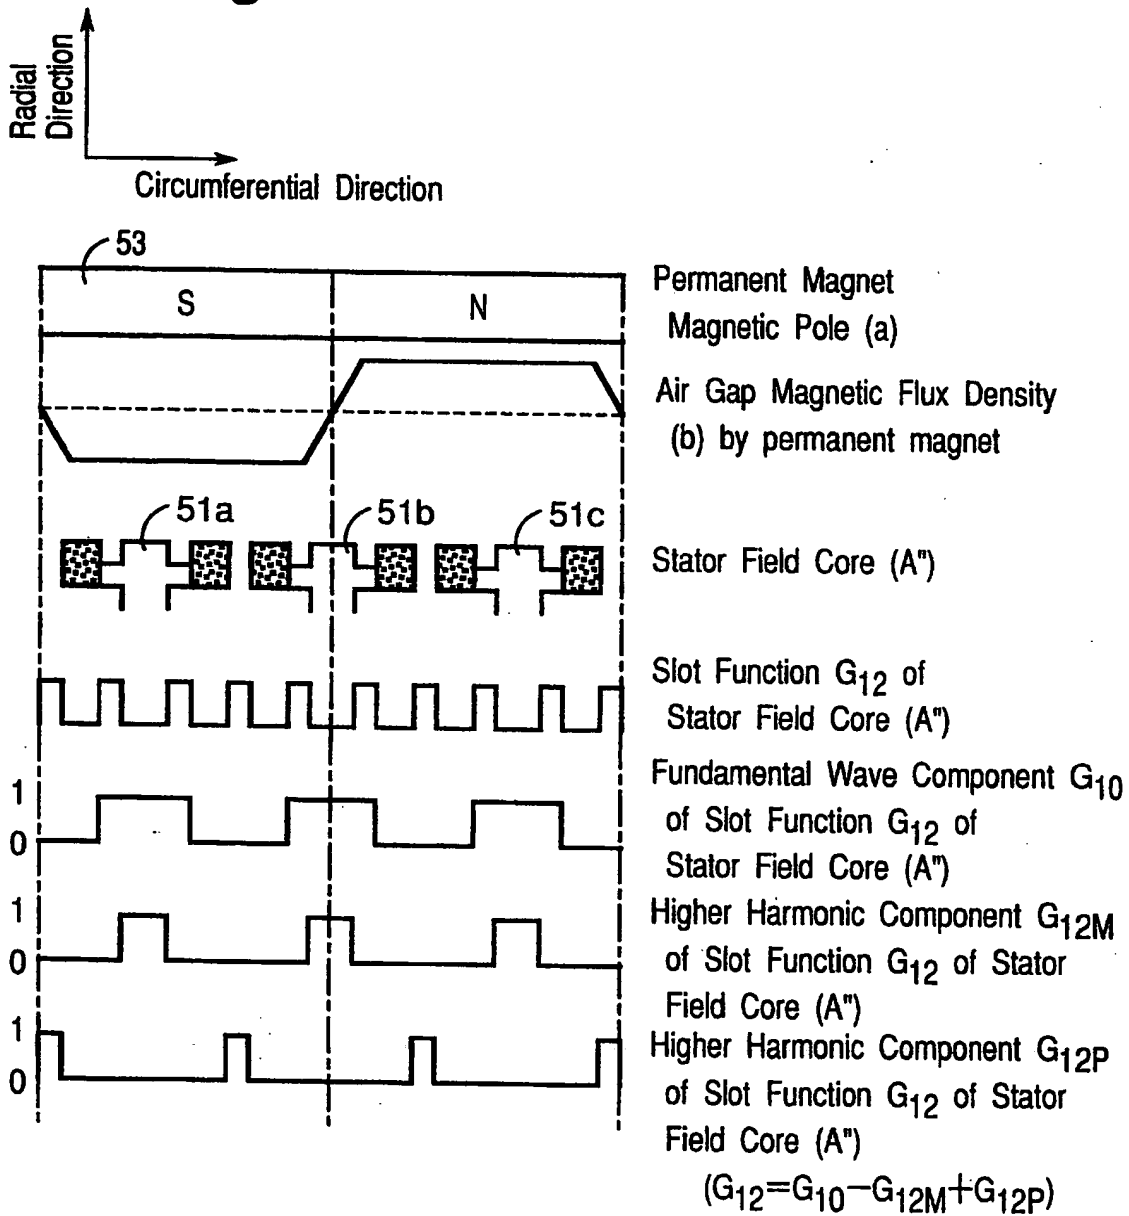 Radial
Direction
Circumferential Direction
53
S
N
Permanent Magnet
Magnetic Pole (a)
Air Gap Magnetic Flux Density
(b) by permanent magnet
51a
51b
51c
Stator Field Core (A")
Slot Function G12 of
Stator Field Core (A")
1
0
Fundamental Wave Component G10
of Slot Function G12 of
Stator Field Core (A")
1
0
Higher Harmonic Component G12M
of Slot Function G12 of Stator
Field Core (A")
1
0
Higher Harmonic Component G12P
of Slot Function G12 of Stator
Field Core (A")
(G12=G10−G12M+G12P)